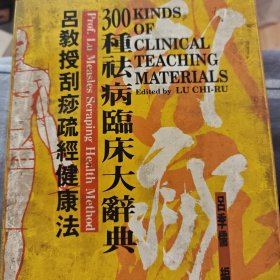 300 KINDS
OF
CLINICAL
TEACHING
MATERIALS
Edited by LU CHI-RU
300種祛病臨床大辭典
Prof. Lu Measles Scraping Health Method
呂教授刮痧疏經健康法